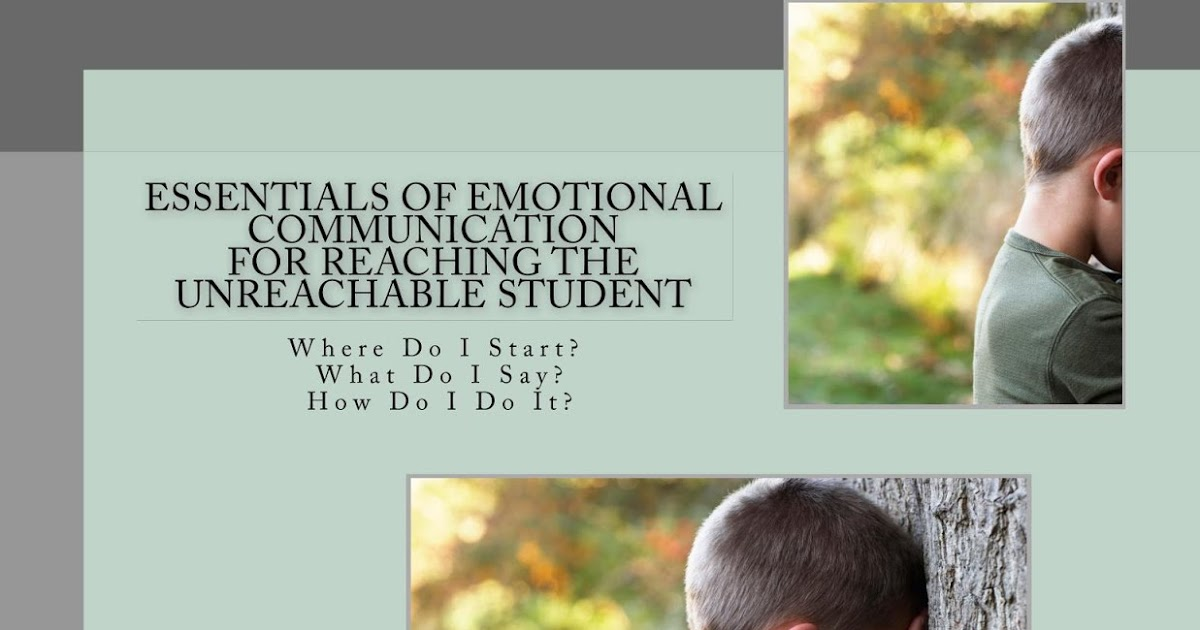 ESSENTIALS OF EMOTIONAL
COMMUNICATION
FOR REACHING THE
UNREACHABLE STUDENT
Where Do I Start?
What Do I Say?
How Do I Do It?